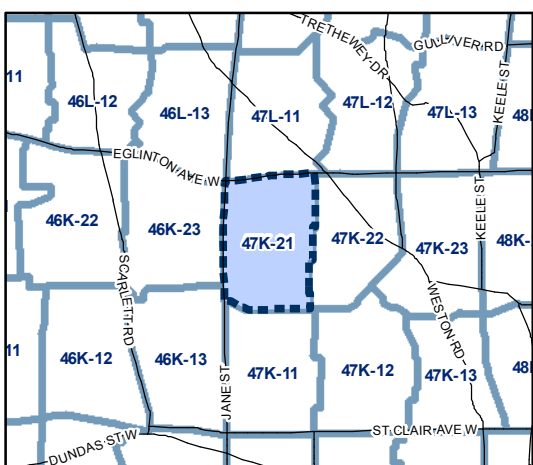 TRETHEWEY DR
GULLIVER RD
11
46L-12
46L-13
47L-11
47L-12
47L-13
KEELE ST
48
EGLINTON AVE W
46K-22
46K-23
47K-21
47K-22
47K-23
KEELE ST
48K-
SCARLETT RD
WESTON RD
11
46K-12
46K-13
JANE ST
47K-11
47K-12
47K-13
48
ST CLAIR AVE W
DUNDAS ST W